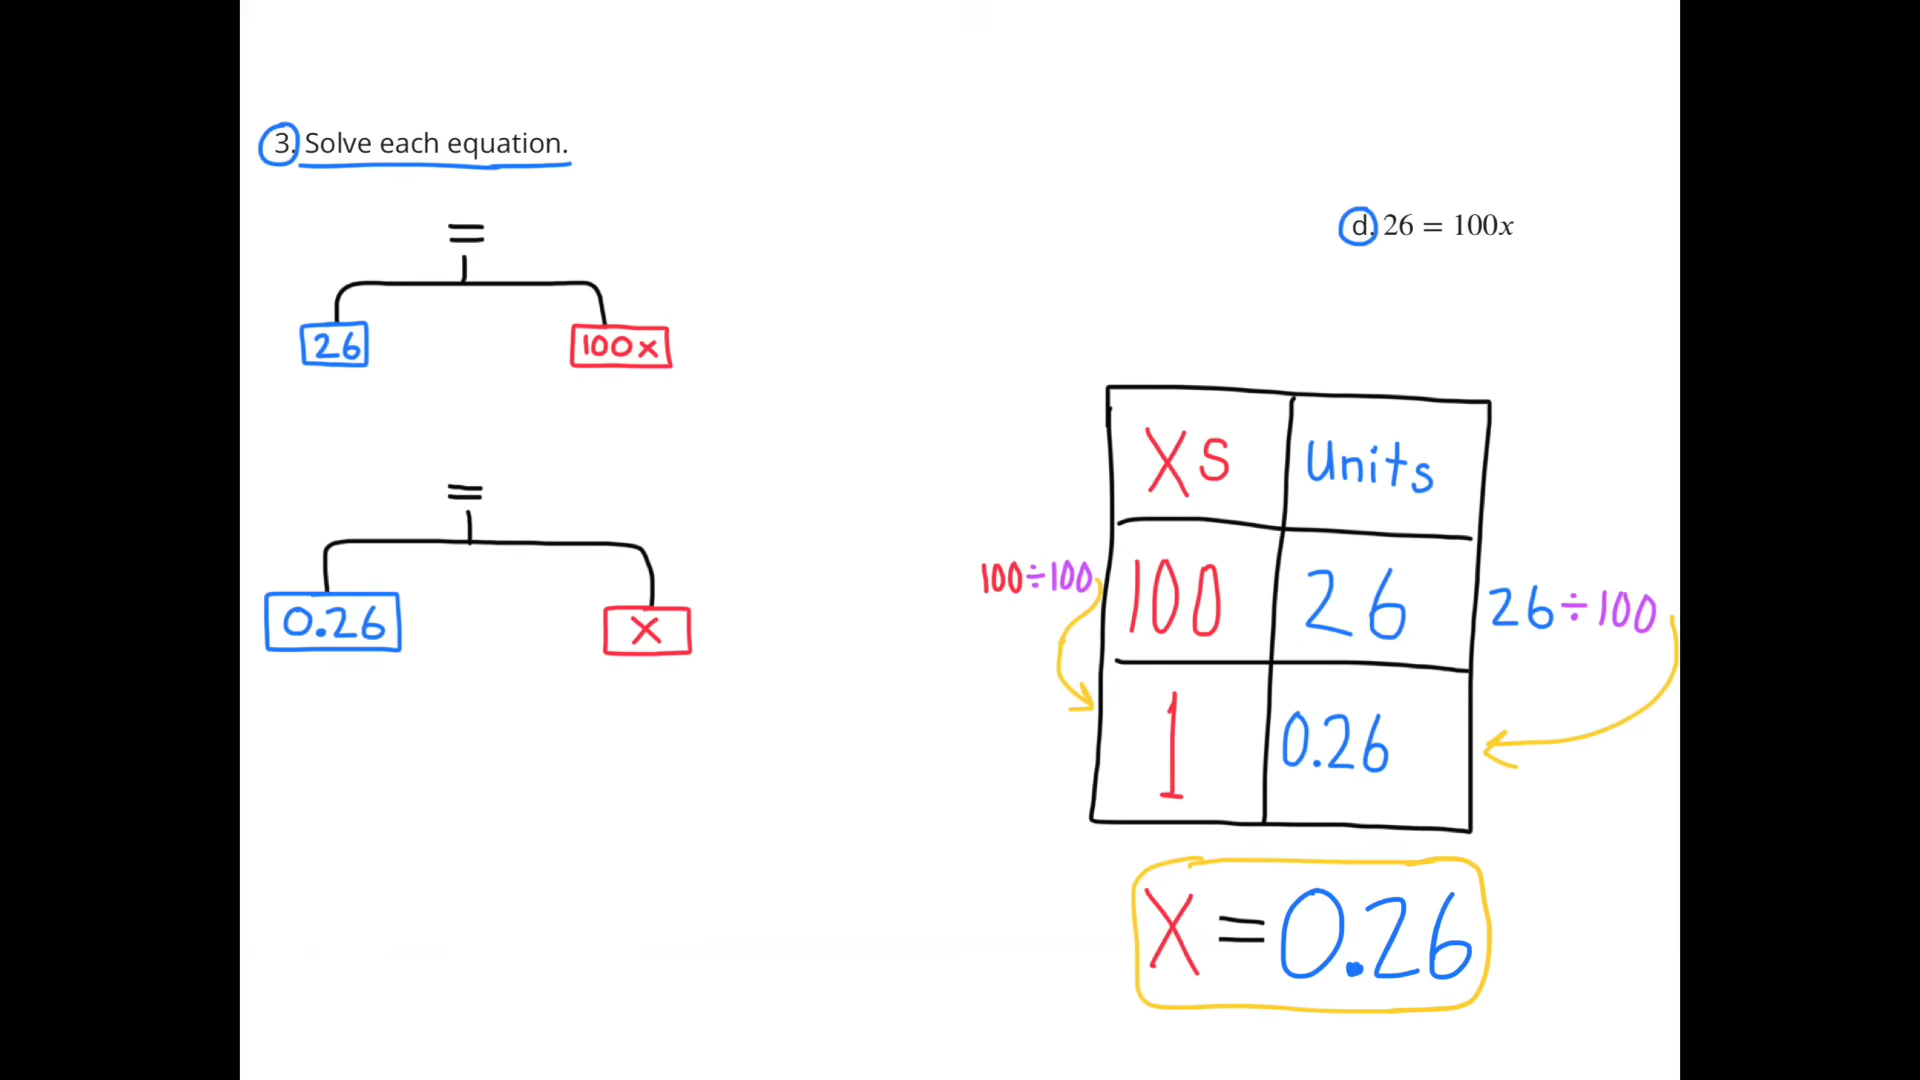 3. Solve each equation.
d. 26 = 100x
=
26 100x
=
0.26 x
Xs Units
100÷100 100 26 26÷100
1 0.26
X = 0.26